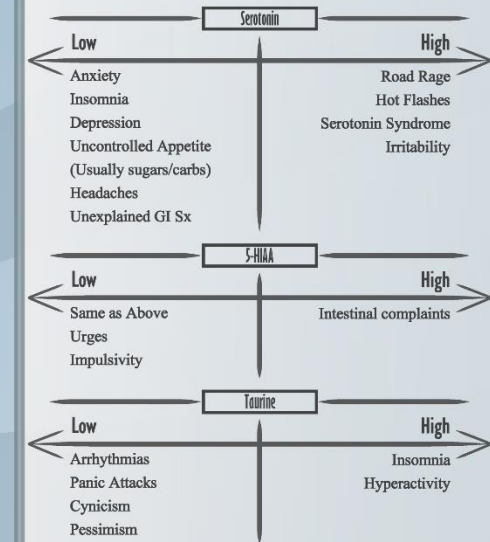 Serotonin
Low High
Anxiety Road Rage
Insomnia Hot Flashes
Depression Serotonin Syndrome
Uncontrolled Appetite Irritability
(Usually sugars/carbs)
Headaches
Unexplained GI Sx
5-HIAA
Low High
Same as Above Intestinal complaints
Urges
Impulsivity
Taurine
Low High
Arrhythmias Insomnia
Panic Attacks Hyperactivity
Cynicism
Pessimism